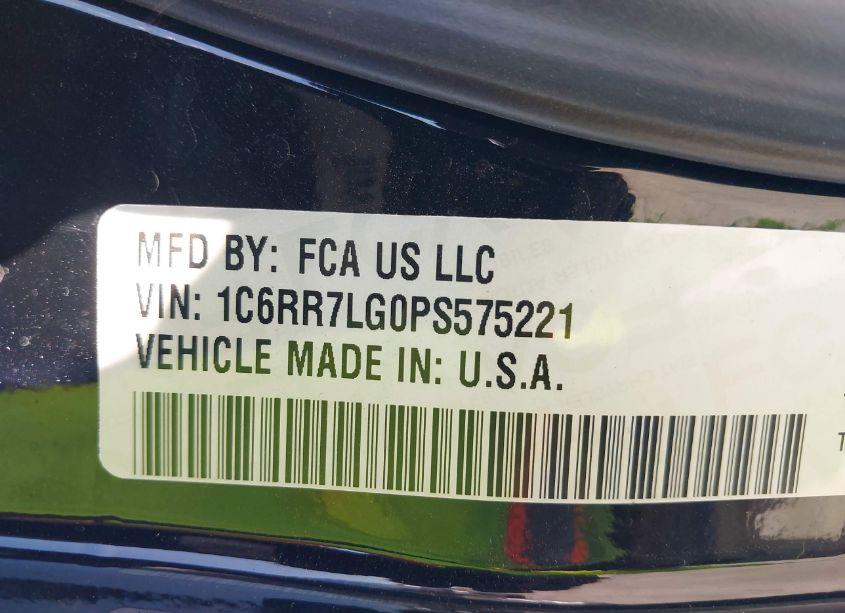 MFD BY: FCA US LLC
VIN: 1C6RR7LG0PS575221
VEHICLE MADE IN: U.S.A.